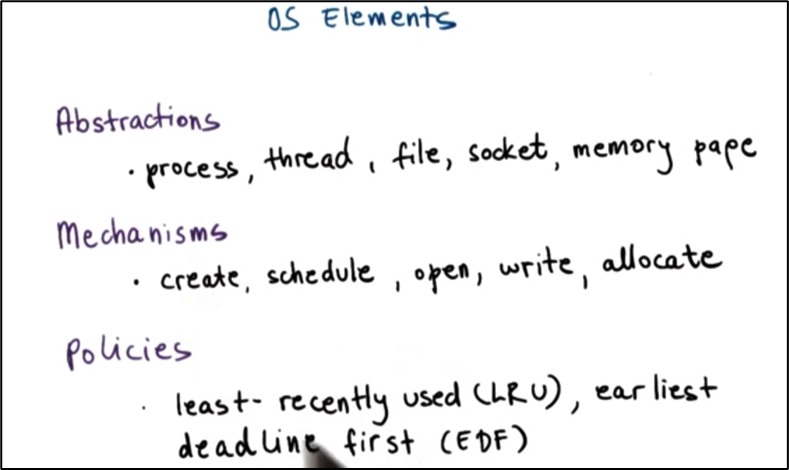 OS Elements
Abstractions
· process, thread, file, socket, memory pape
Mechanisms
· create, schedule, open, write, allocate
Policies
· least-recently used (LRU), earliest
deadline first (EDF)